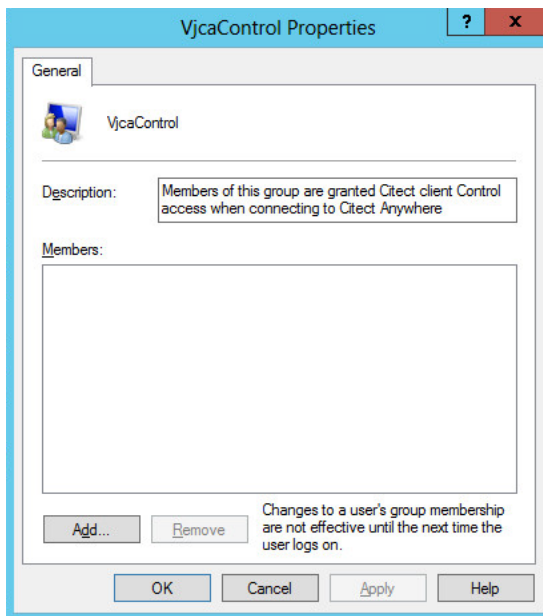 VjcaControl Properties
?
x
General
VjcaControl
Description:
Members of this group are granted Citect client Control
access when connecting to Citect Anywhere
Members:
Add...
Remove
Changes to a user's group membership
are not effective until the next time the
user logs on.
OK
Cancel
Apply
Help